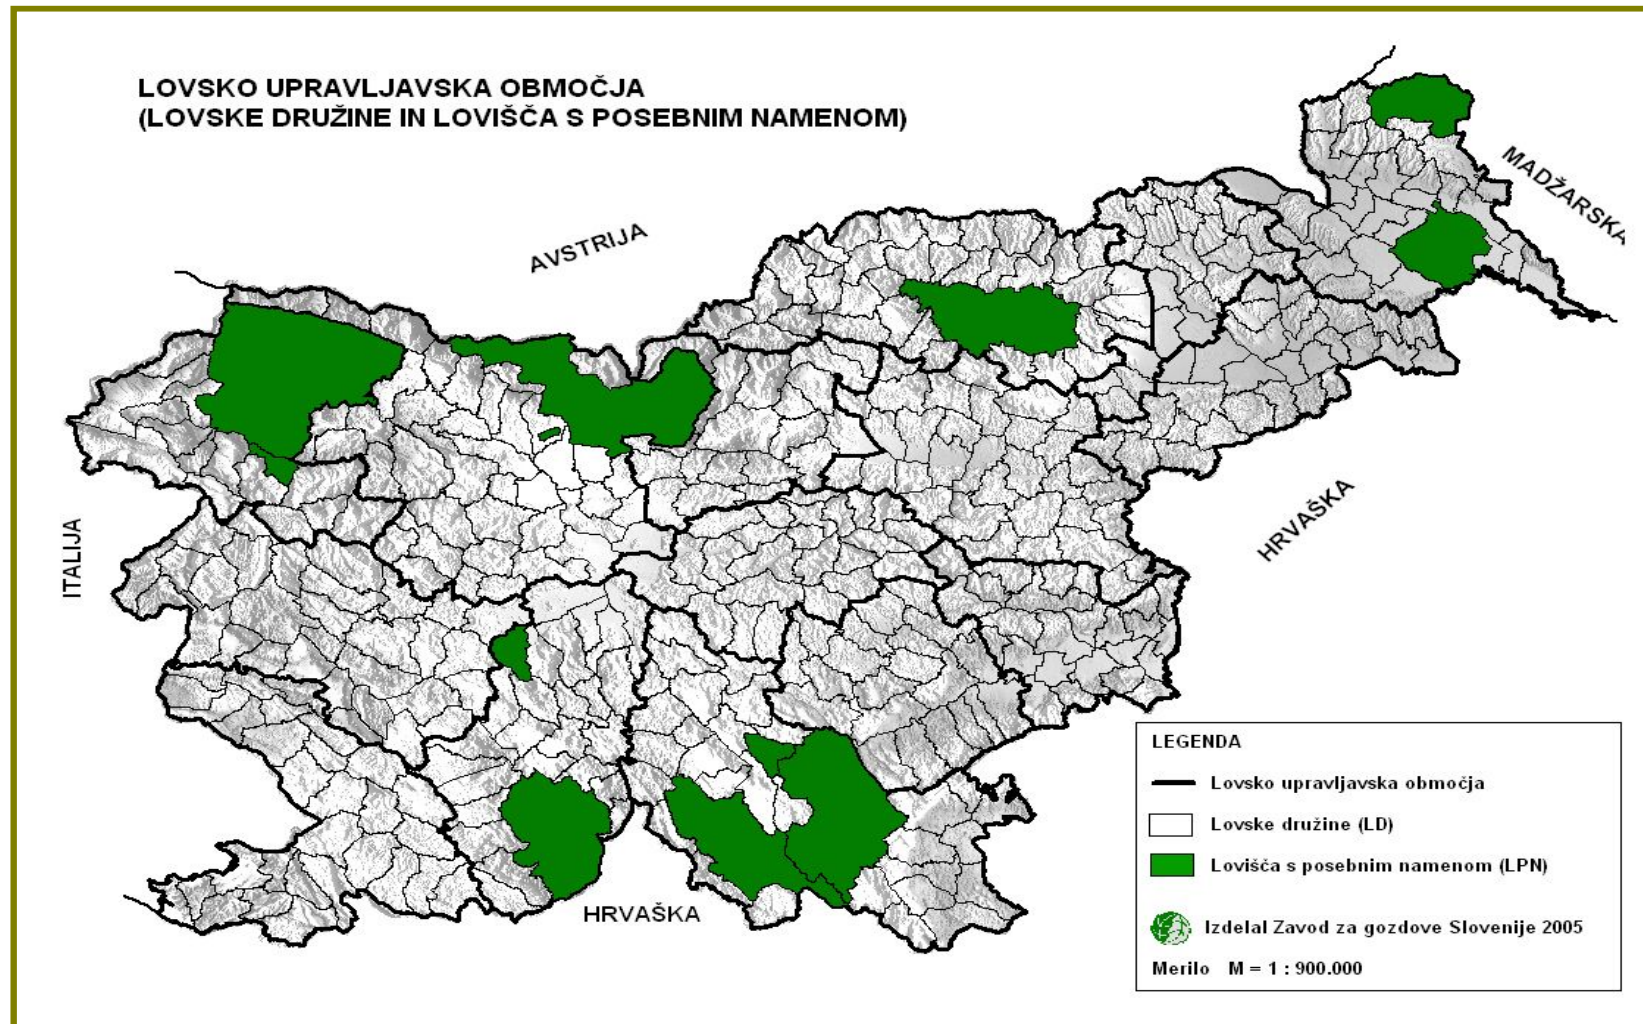 LOVSKO UPRAVLJAVSKA OBMOČJA
(LOVSKE DRUŽINE IN LOVIŠČA S POSEBNIM NAMENOM)
MADŽARSKA
AVSTRIJA
HRVAŠKA
ITALIJA
HRVAŠKA
LEGENDA
Lovsko upravljavska območja
Lovske družine (LD)
Lovišča s posebnim namenom (LPN)
Izdelal Zavod za gozdove Slovenije 2005
Merilo M = 1 : 900.000